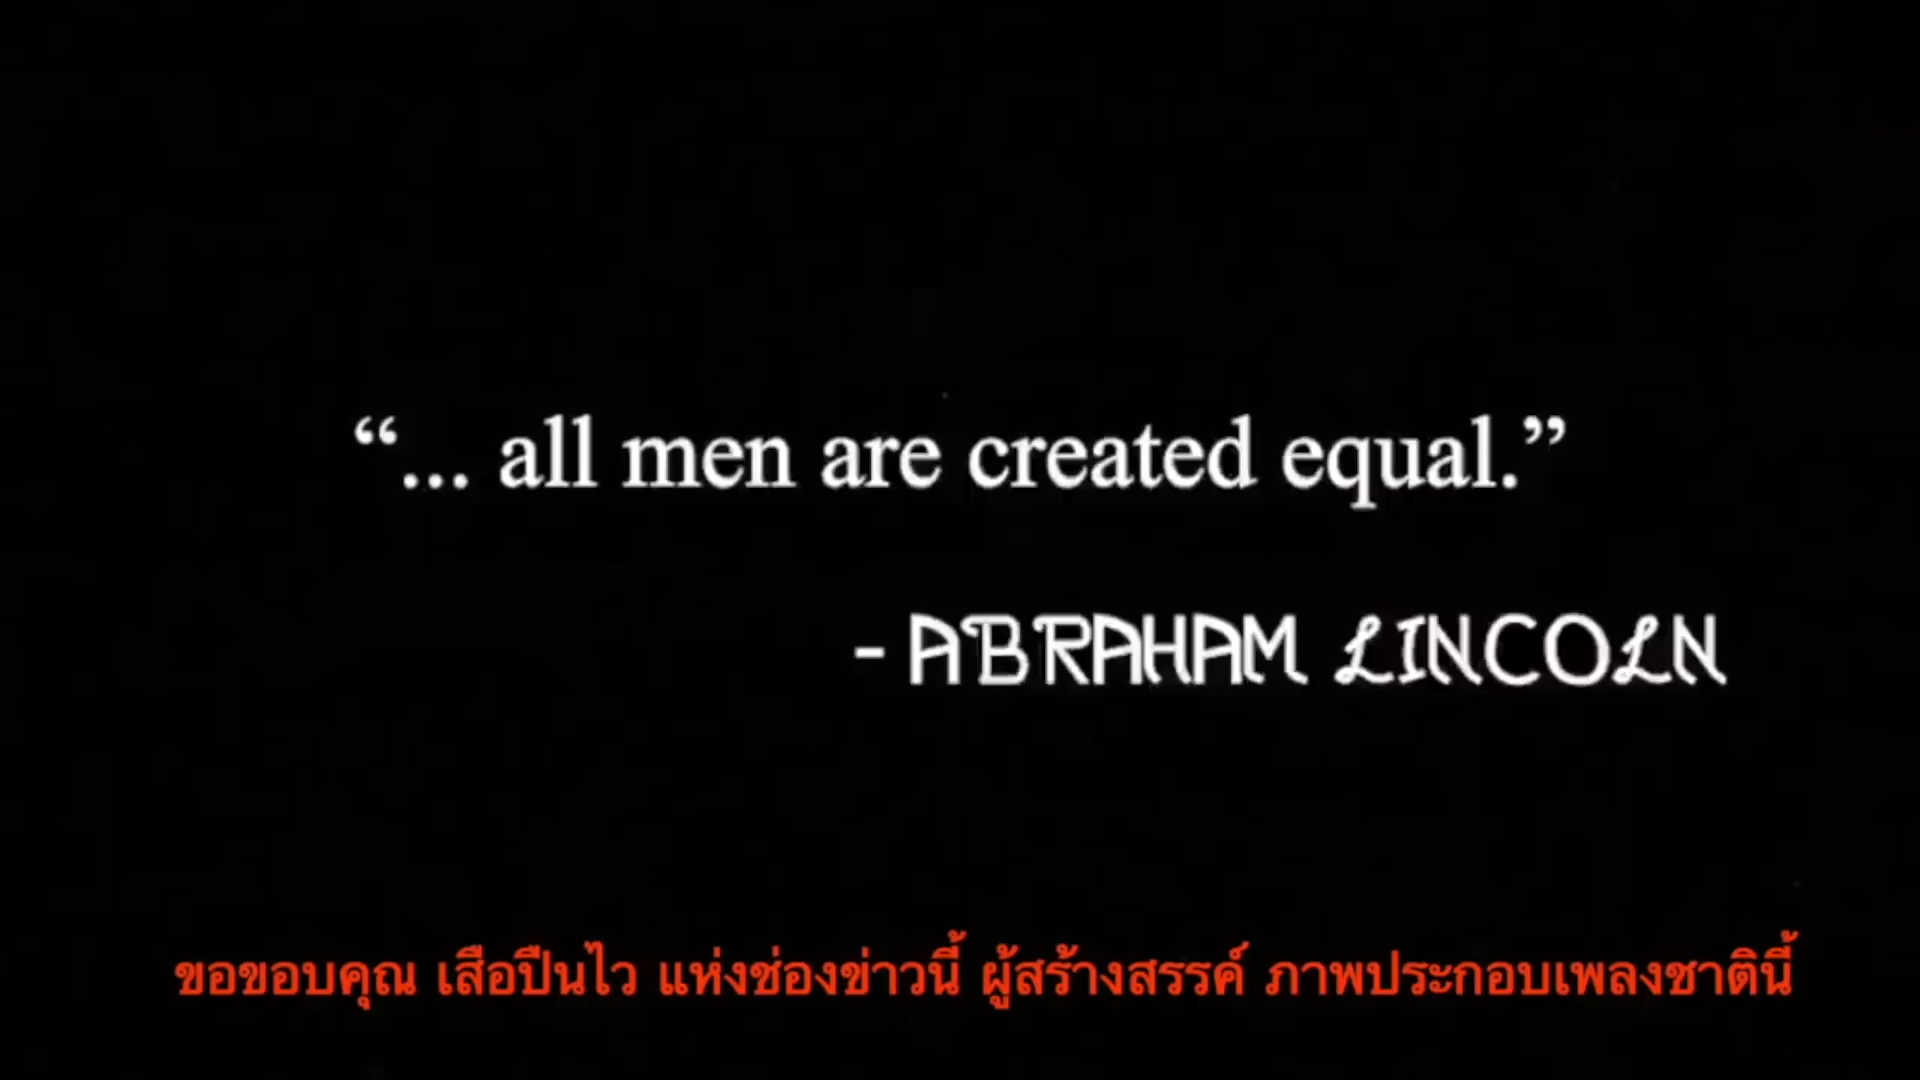 “... all men are created equal.”
- ABRAHAM LINCOLN
ขอขอบคุณ เสือปืนไว แห่งช่องข่าวนี้ ผู้สร้างสรรค์ ภาพประกอบเพลงชาตินี้